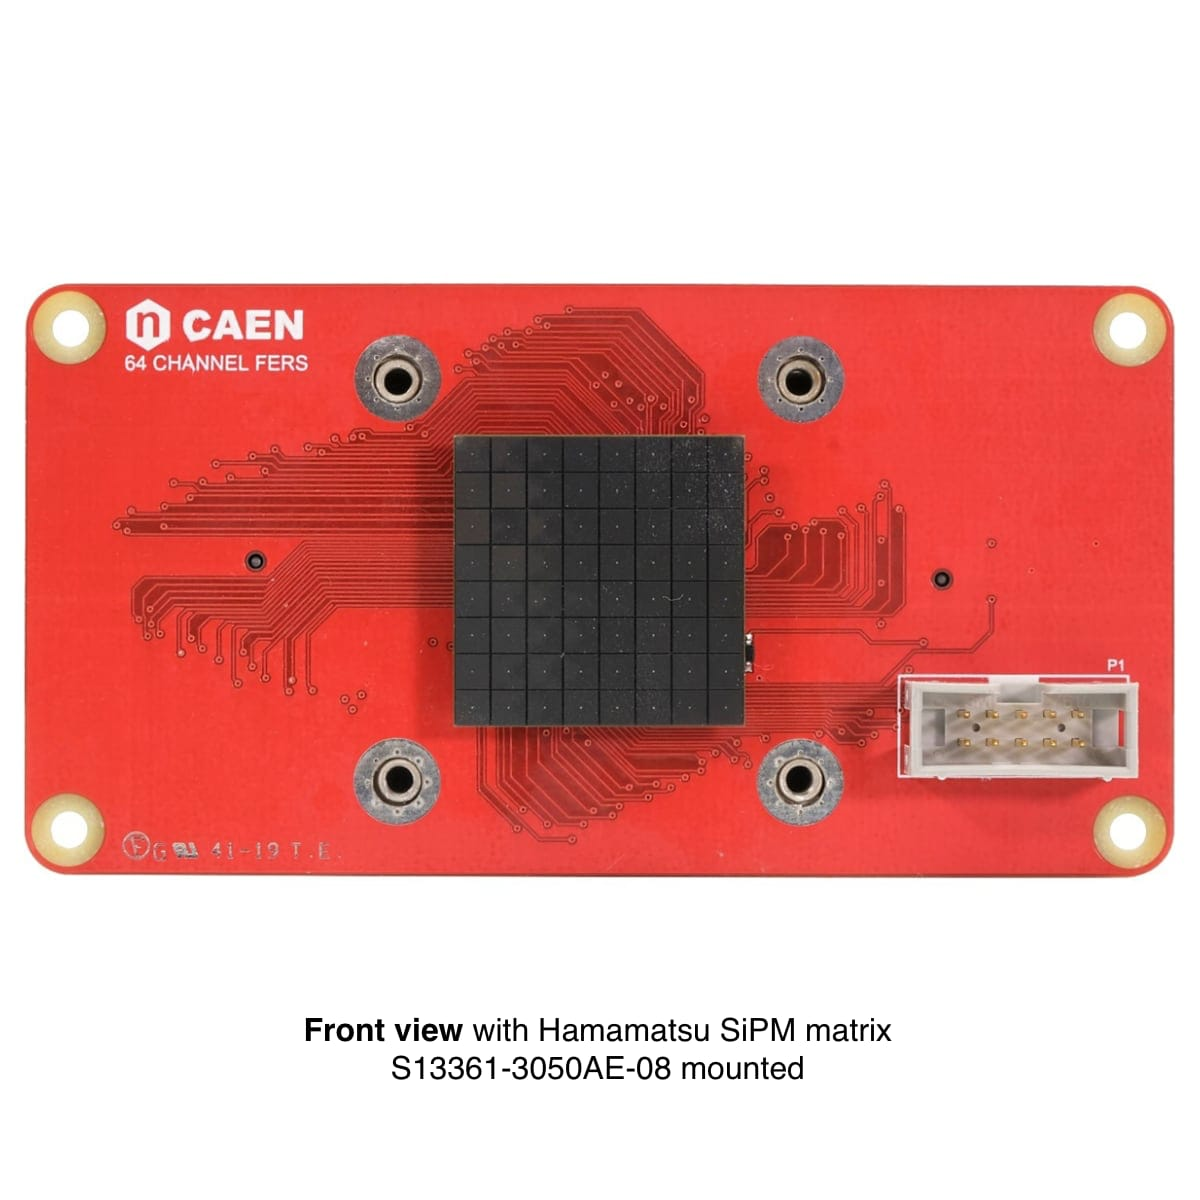 CAEN
64 CHANNEL FERS
P1
41-19 T.E.
Front view with Hamamatsu SiPM matrix
S13361-3050AE-08 mounted